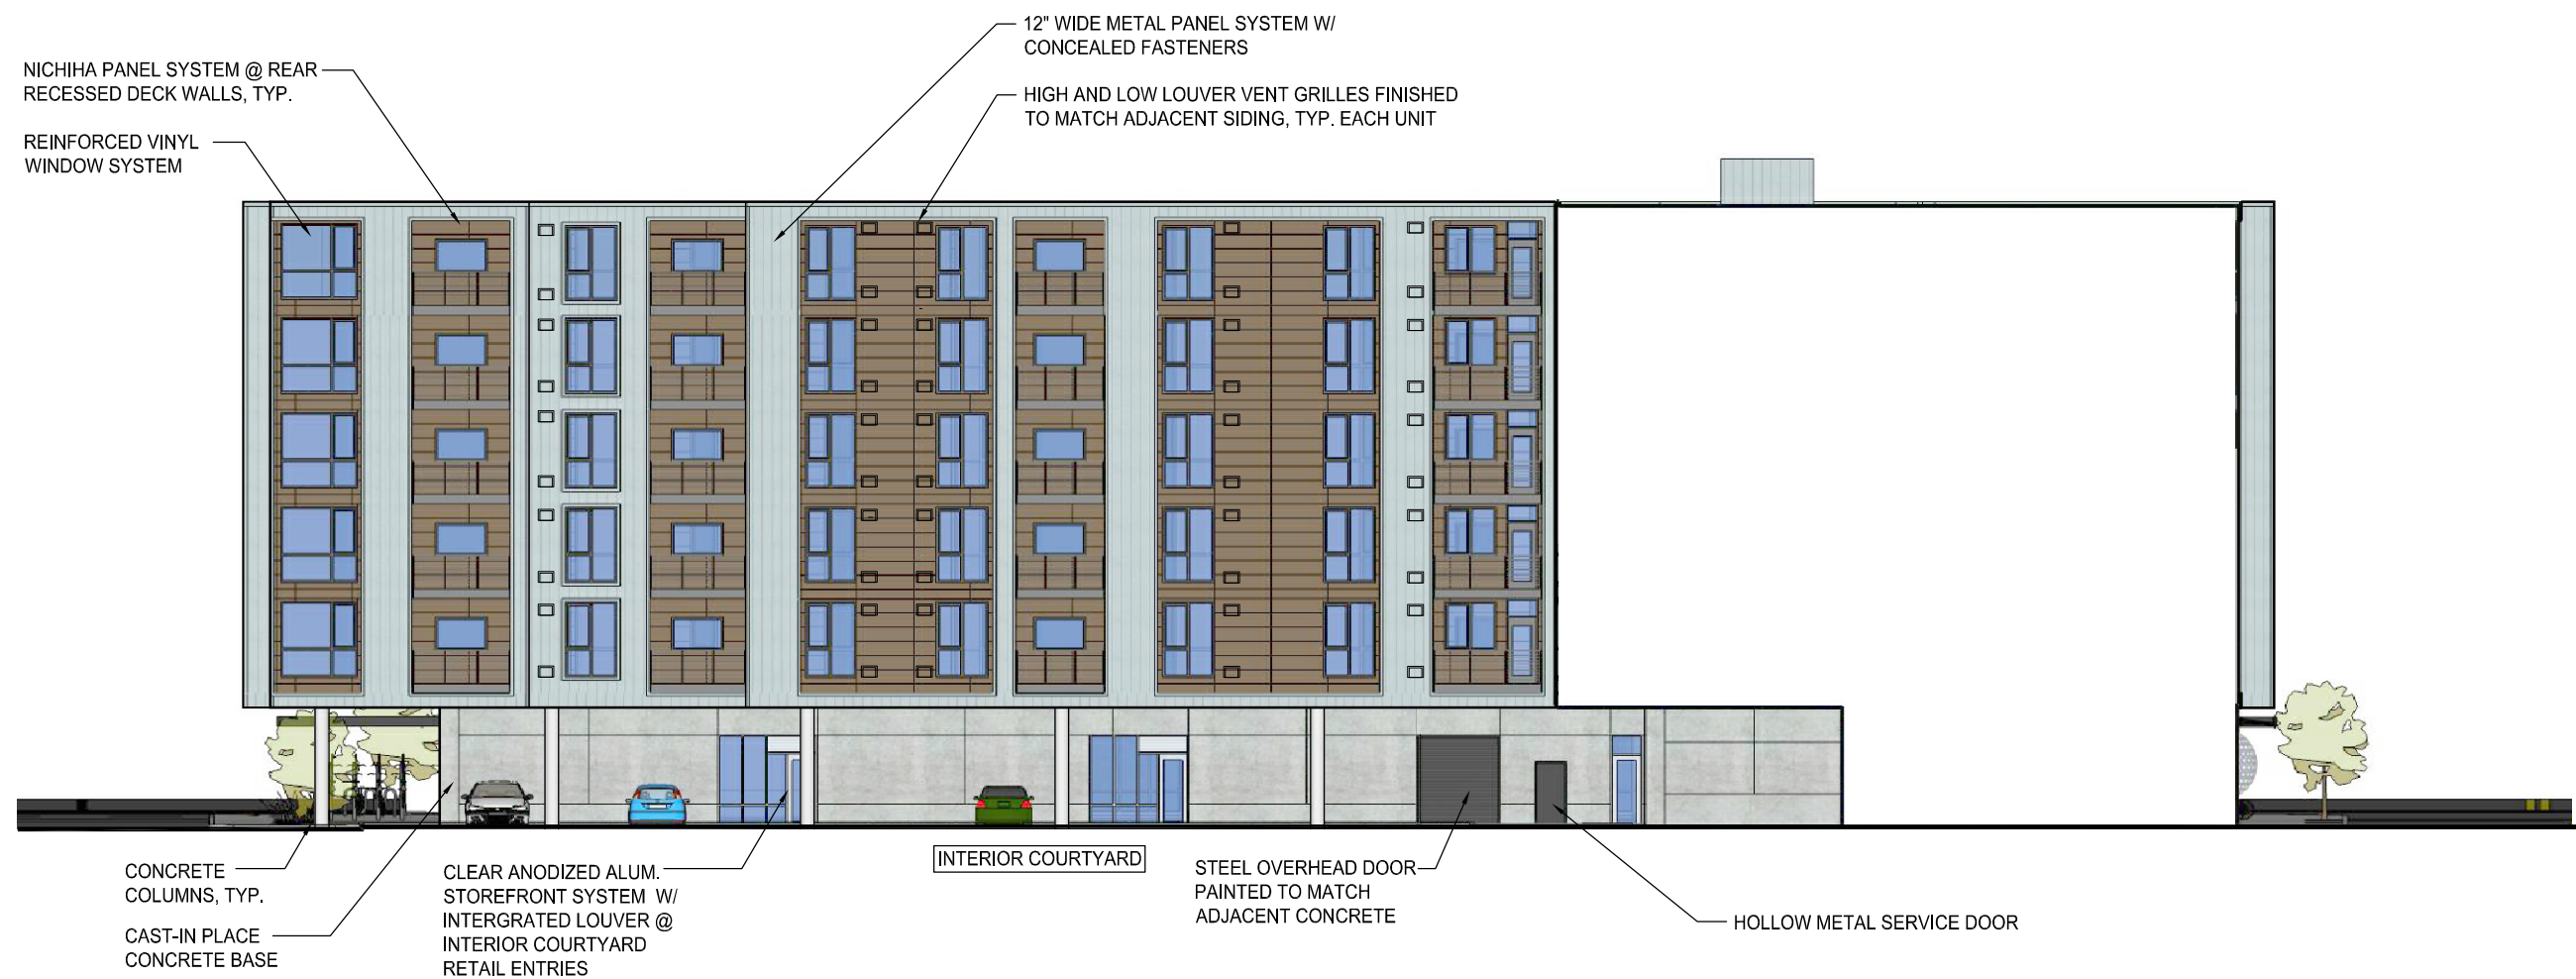 12" WIDE METAL PANEL SYSTEM W/
CONCEALED FASTENERS
NICHIHA PANEL SYSTEM @ REAR
RECESSED DECK WALLS, TYP.
HIGH AND LOW LOUVER VENT GRILLES FINISHED
TO MATCH ADJACENT SIDING, TYP. EACH UNIT
REINFORCED VINYL
WINDOW SYSTEM
CONCRETE
COLUMNS, TYP.
CAST-IN PLACE
CONCRETE BASE
CLEAR ANODIZED ALUM.
STOREFRONT SYSTEM W/
INTERGRATED LOUVER @
INTERIOR COURTYARD
RETAIL ENTRIES
INTERIOR COURTYARD
STEEL OVERHEAD DOOR
PAINTED TO MATCH
ADJACENT CONCRETE
HOLLOW METAL SERVICE DOOR